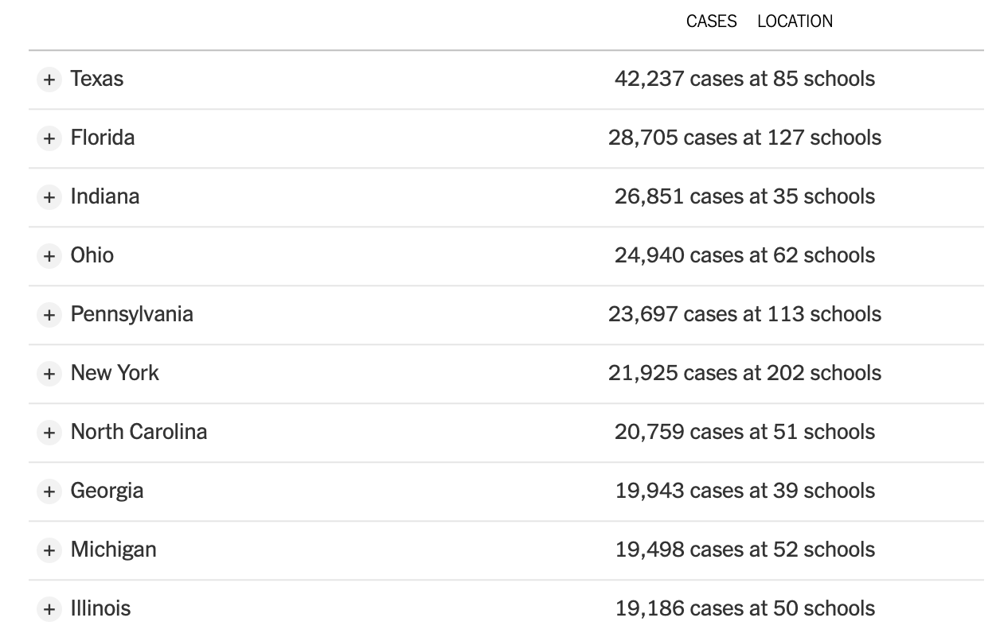 CASES LOCATION
+ Texas 42,237 cases at 85 schools
+ Florida 28,705 cases at 127 schools
+ Indiana 26,851 cases at 35 schools
+ Ohio 24,940 cases at 62 schools
+ Pennsylvania 23,697 cases at 113 schools
+ New York 21,925 cases at 202 schools
+ North Carolina 20,759 cases at 51 schools
+ Georgia 19,943 cases at 39 schools
+ Michigan 19,498 cases at 52 schools
+ Illinois 19,186 cases at 50 schools